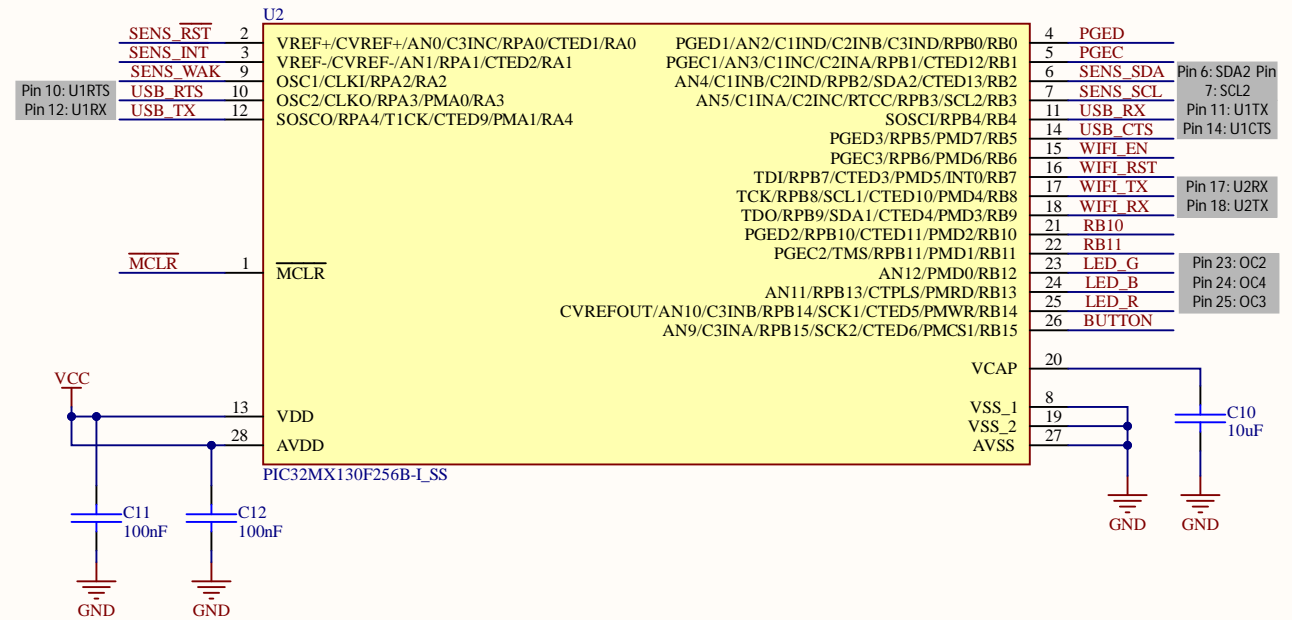 U2
SENS_RST 2 VREF+/CVREF+/AN0/C3INC/RPA0/CTED1/RA0
SENS_INT 3 VREF-/CVREF-/AN1/RPA1/CTED2/RA1
SENS_WAK 9 OSC1/CLKI/RPA2/RA2
Pin 10: U1RTS USB_RTS 10 OSC2/CLKO/RPA3/PMA0/RA3
Pin 12: U1RX USB_TX 12 SOSCO/RPA4/T1CK/CTED9/PMA1/RA4
MCLR 1 MCLR
VCC
13 VDD
28 AVDD
PGED1/AN2/C1IND/C2INB/C3IND/RPB0/RB0 4 PGED
PGEC1/AN3/C1INC/C2INA/RPB1/CTED12/RB1 5 PGEC
AN4/C1INB/C2IND/RPB2/SDA2/CTED13/RB2 6 SENS_SDA Pin 6: SDA2 Pin
AN5/C1INA/C2INC/RTCC/RPB3/SCL2/RB3 7 SENS_SCL 7: SCL2
SOSCI/RPB4/RB4 11 USB_RX Pin 11: U1TX
PGED3/RPB5/PMD7/RB5 14 USB_CTS Pin 14: U1CTS
PGEC3/RPB6/PMD6/RB6 15 WIFI_EN
TDI/RPB7/CTED3/PMD5/INT0/RB7 16 WIFI_RST
TCK/RPB8/SCL1/CTED10/PMD4/RB8 17 WIFI_TX Pin 17: U2RX
TDO/RPB9/SDA1/CTED4/PMD3/RB9 18 WIFI_RX Pin 18: U2TX
PGED2/RPB10/CTED11/PMD2/RB10 21 RB10
PGEC2/TMS/RPB11/PMD1/RB11 22 RB11
AN12/PMD0/RB12 23 LED_G Pin 23: OC2
AN11/RPB13/CTPLS/PMRD/RB13 24 LED_B Pin 24: OC4
CVREFOUT/AN10/C3INB/RPB14/SCK1/CTED5/PMWR/RB14 25 LED_R Pin 25: OC3
AN9/C3INA/RPB15/SCK2/CTED6/PMCS1/RB15 26 BUTTON
VCAP 20
VSS_1 8
VSS_2 19
AVSS 27
C10
10uF
PIC32MX130F256B-I_SS
C11
100nF
C12
100nF
GND
GND
GND
GND